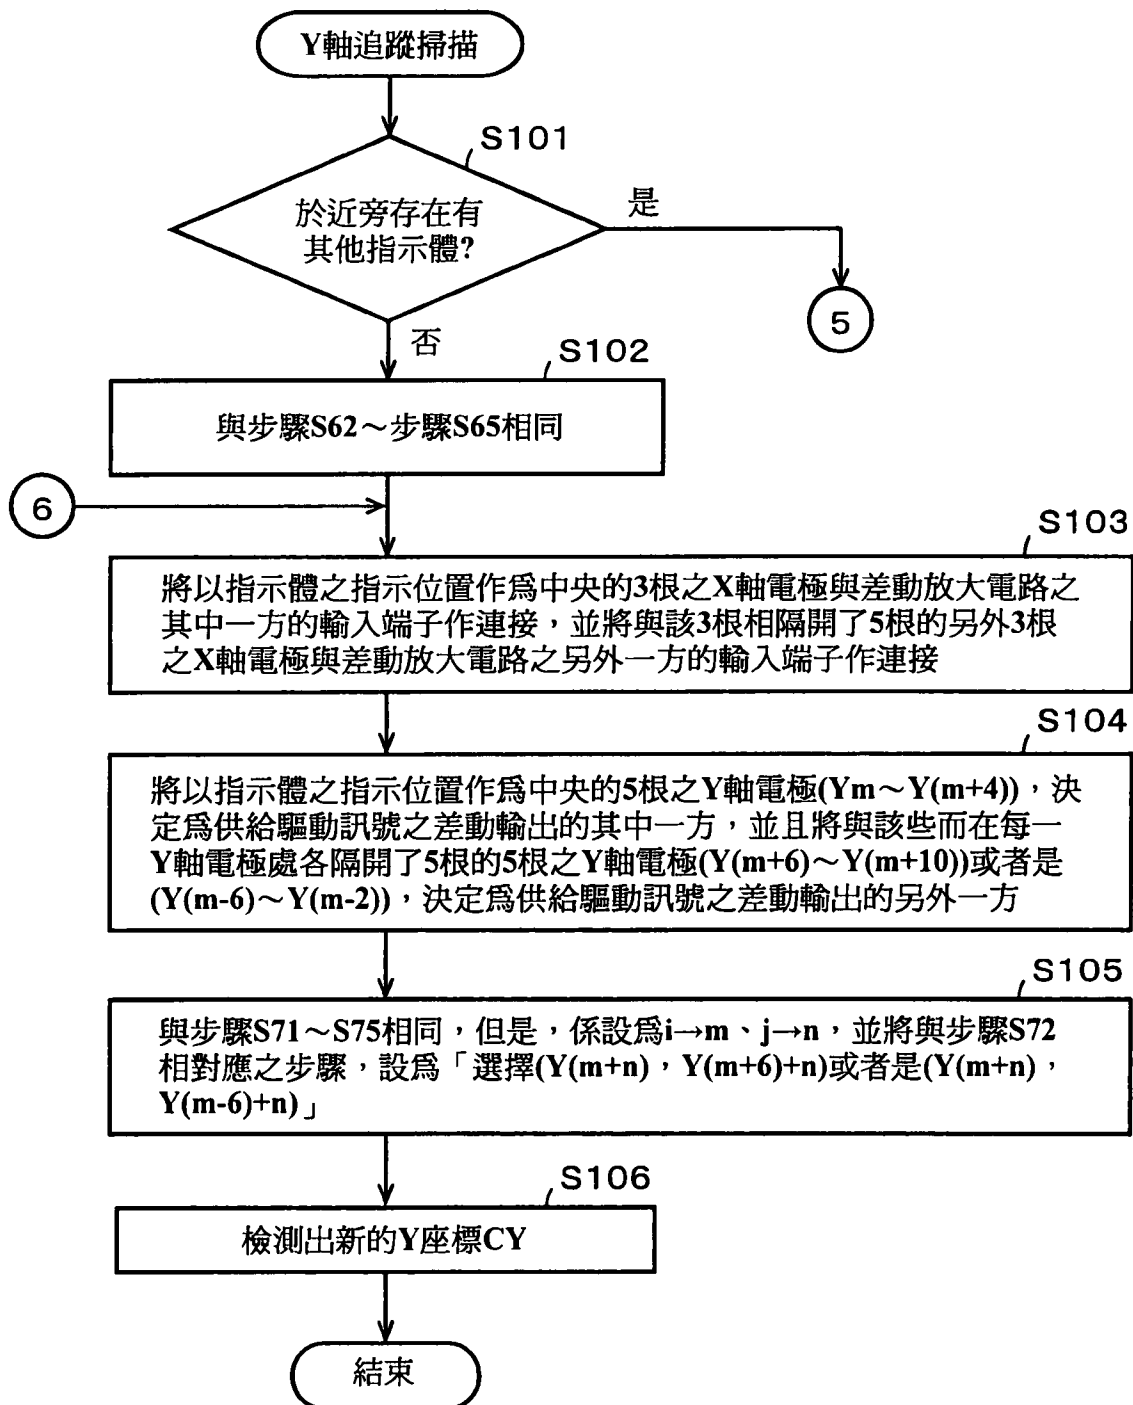 Y軸追蹤掃描
S101
於近旁存在有
其他指示體?
是
5
否
S102
與步驟S62～步驟S65相同
6
S103
將以指示體之指示位置作爲中央的3根之X軸電極與差動放大電路之
其中一方的輸入端子作連接，並將與該3根相隔開了5根的另外3根
之X軸電極與差動放大電路之另外一方的輸入端子作連接
S104
將以指示體之指示位置作爲中央的5根之Y軸電極(Ym～Y(m+4))，決
定爲供給驅動訊號之差動輸出的其中一方，並且將與該些而在每一
Y軸電極處各隔開了5根的5根之Y軸電極(Y(m+6)～Y(m+10))或者是
(Y(m-6)～Y(m-2))，決定爲供給驅動訊號之差動輸出的另外一方
S105
與步驟S71～S75相同，但是，係設爲i→m、j→n，並將與步驟S72
相對應之步驟，設爲「選擇(Y(m+n)，Y(m+6)+n)或者是(Y(m+n)，
Y(m-6)+n)」
S106
檢測出新的Y座標CY
結束